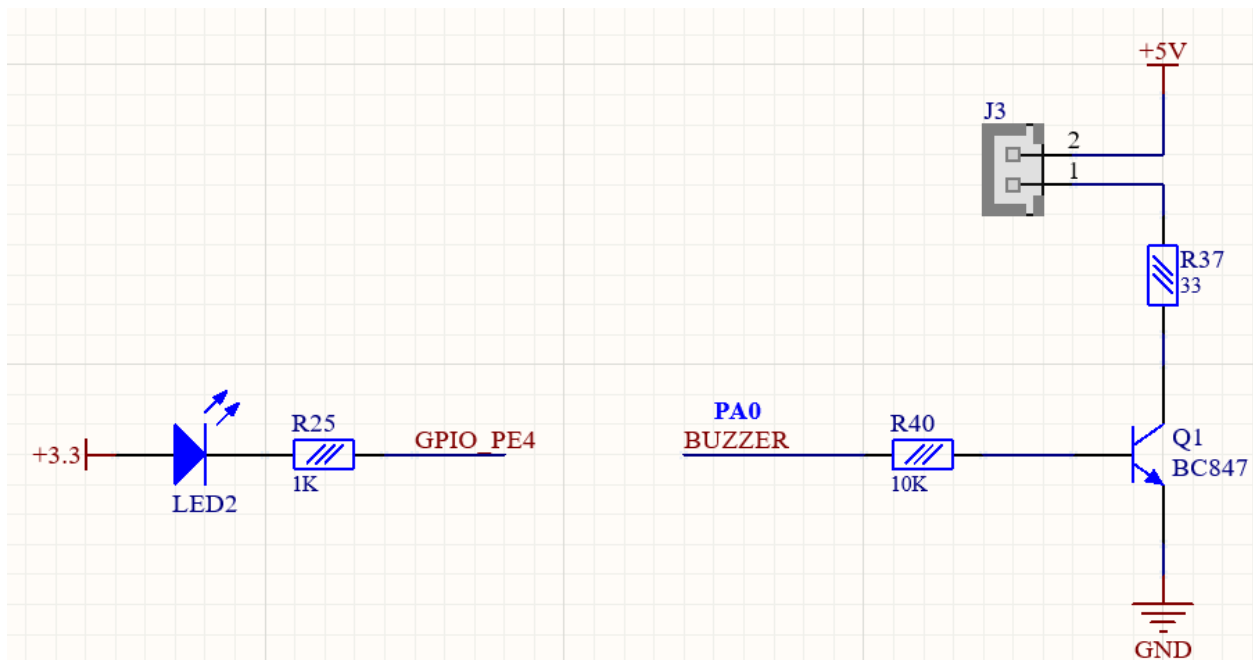 +5V
J3
2
1
R37
33
R25
GPIO_PE4
+3.3
1K
LED2
PA0
BUZZER
R40
10K
Q1
BC847
GND